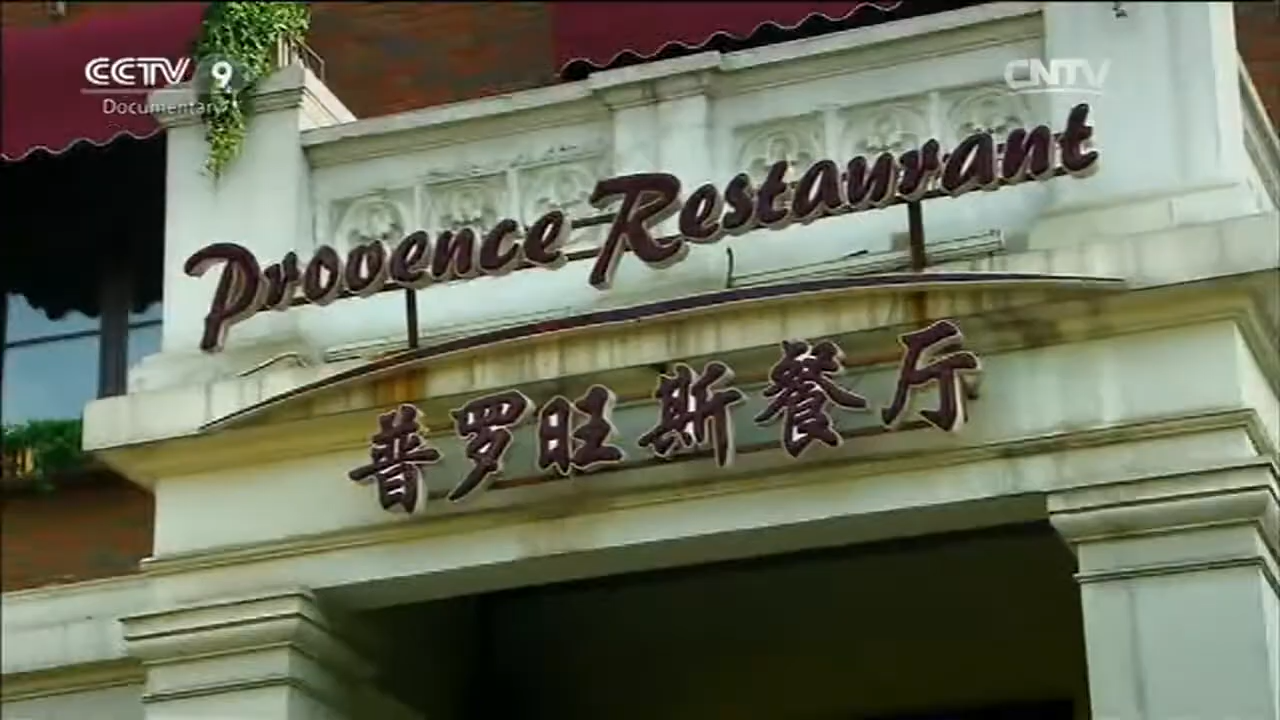 CCTV 9
Documentary
CNTV
Provence Restaurant
普罗旺斯餐厅